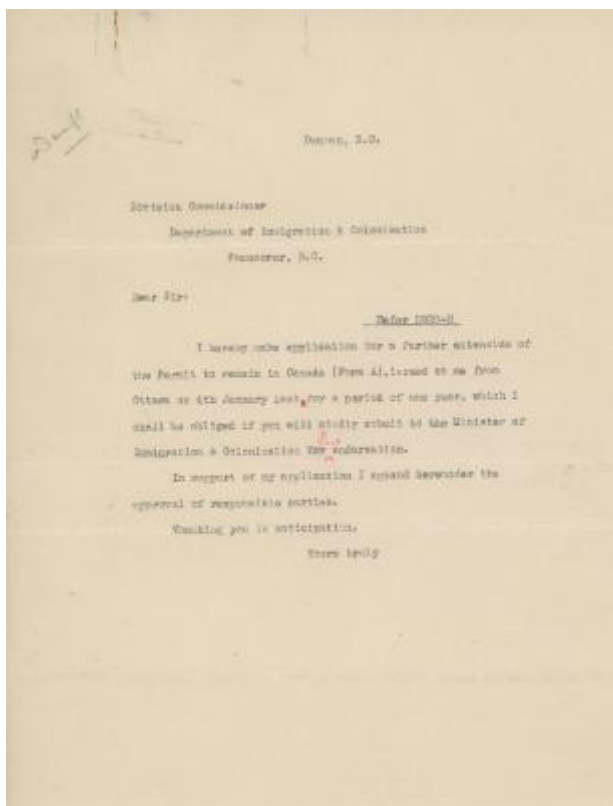 Duncan, B.C.
Division Commissioner
Department of Immigration & Colonization
Vancouver, B.C.
Dear Sir:
Refer
I hereby make application for a further extension of
the Permit to remain in Canada (Form A), issued to me from
Ottawa on 4th January for a period of one year, which I
shall be obliged if you will kindly submit to the Minister of
Immigration & Colonization for endorsation.
In support of my application I append hereunder the
approval of responsible parties.
Thanking you in anticipation.
Yours truly